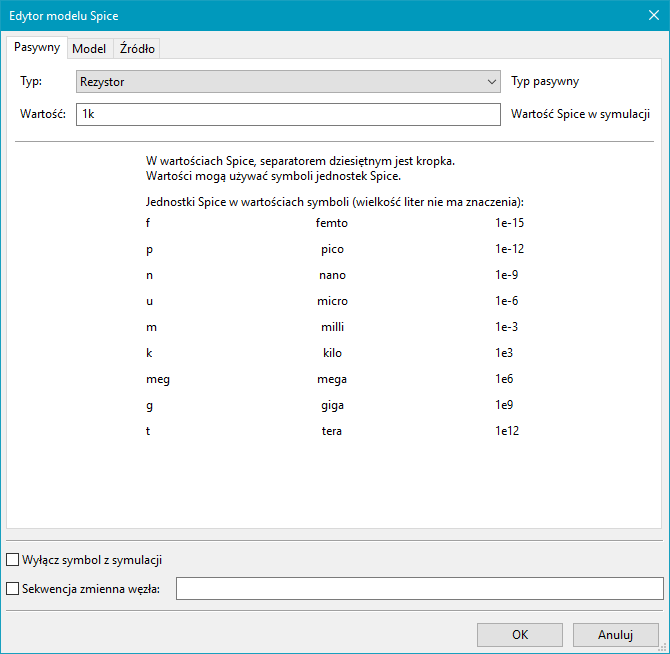 Edytor modelu Spice
Pasywny Model Źródło
Typ: Rezystor Typ pasywny
Wartość: 1k Wartość Spice w symulacji
W wartościach Spice, separatorem dziesiętnym jest kropka.
Wartości mogą używać symboli jednostek Spice.
Jednostki Spice w wartościach symboli (wielkość liter nie ma znaczenia):
f femto 1e-15
p pico 1e-12
n nano 1e-9
u micro 1e-6
m milli 1e-3
k kilo 1e3
meg mega 1e6
g giga 1e9
t tera 1e12
Wyłącz symbol z symulacji
Sekwencja zmienna węzła:
OK Anuluj